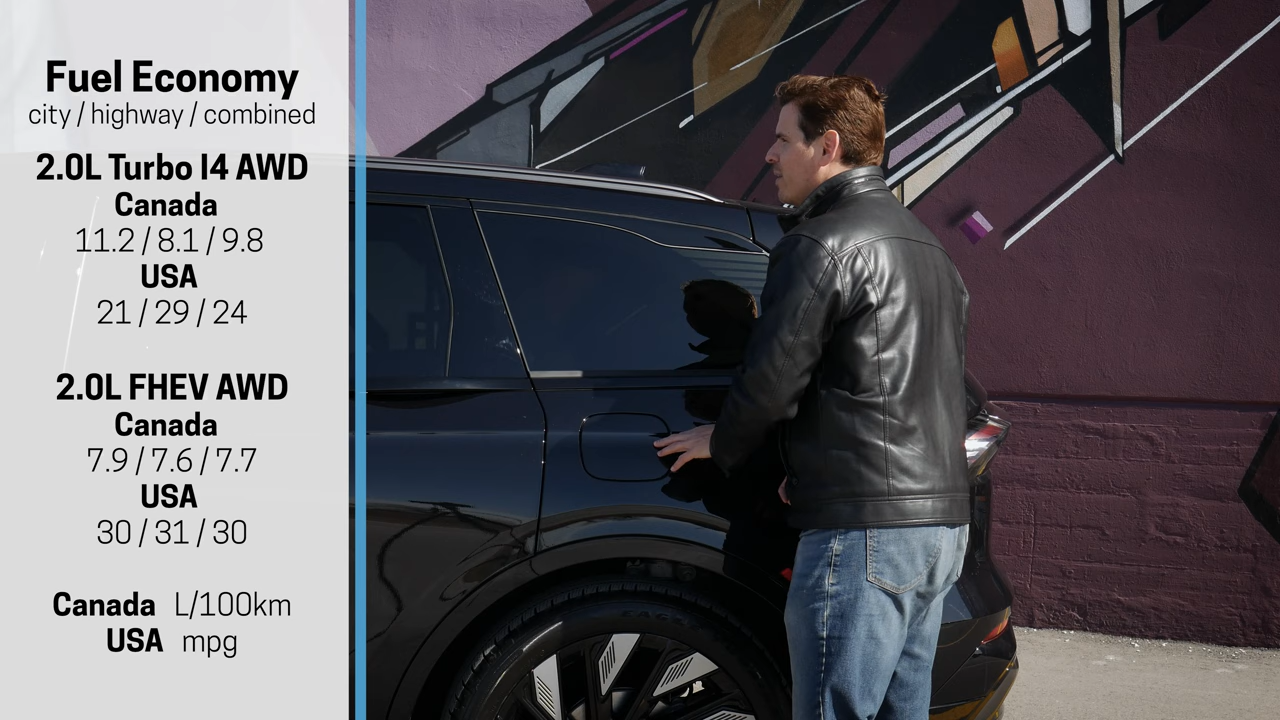 Fuel Economy
city / highway / combined
2.0L Turbo I4 AWD
Canada
11.2 / 8.1 / 9.8
USA
21 / 29 / 24
2.0L FHEV AWD
Canada
7.9 / 7.6 / 7.7
USA
30 / 31 / 30
Canada L/100km
USA mpg